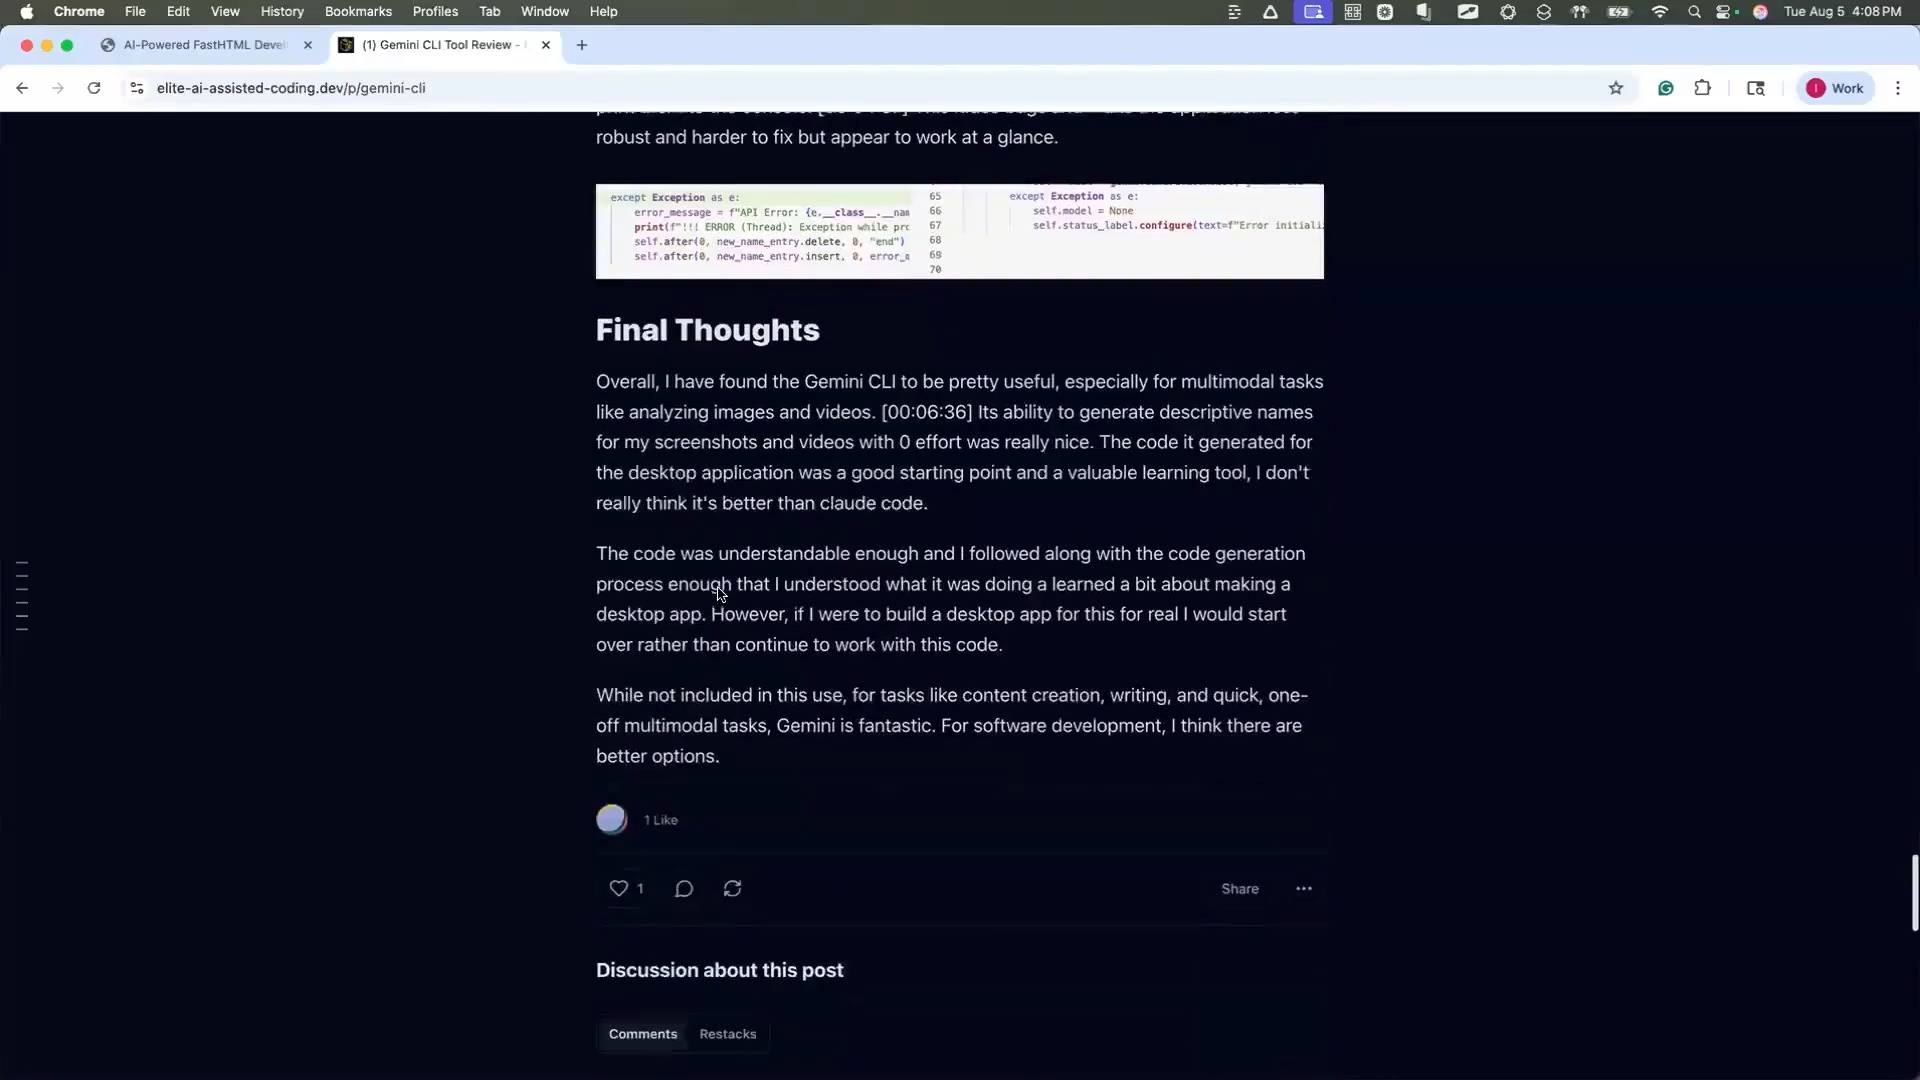 Chrome File Edit View History Bookmarks Profiles Tab Window Help Tue Aug 5 4:08 PM
AI-Powered FastHTML Devel
(1) Gemini CLI Tool Review -
elite-ai-assisted-coding.dev/p/gemini-cli
Work
robust and harder to fix but appear to work at a glance.
except Exception as e:
error_message = f"API Error: {e.__class__.__nam
print(f"!!! ERROR (Thread): Exception while pro
self.after(0, new_name_entry.delete, 0, "end")
self.after(0, new_name_entry.insert, 0, error_m
65 except Exception as e:
66 self.model = None
67 self.status_label.configure(text=f"Error initiali
68
69
70
Final Thoughts
Overall, I have found the Gemini CLI to be pretty useful, especially for multimodal tasks
like analyzing images and videos. [00:06:36] Its ability to generate descriptive names
for my screenshots and videos with 0 effort was really nice. The code it generated for
the desktop application was a good starting point and a valuable learning tool, I don't
really think it's better than claude code.
The code was understandable enough and I followed along with the code generation
process enough that I understood what it was doing a learned a bit about making a
desktop app. However, if I were to build a desktop app for this for real I would start
over rather than continue to work with this code.
While not included in this use, for tasks like content creation, writing, and quick, one-
off multimodal tasks, Gemini is fantastic. For software development, I think there are
better options.
1 Like
1
Share
Discussion about this post
Comments Restacks